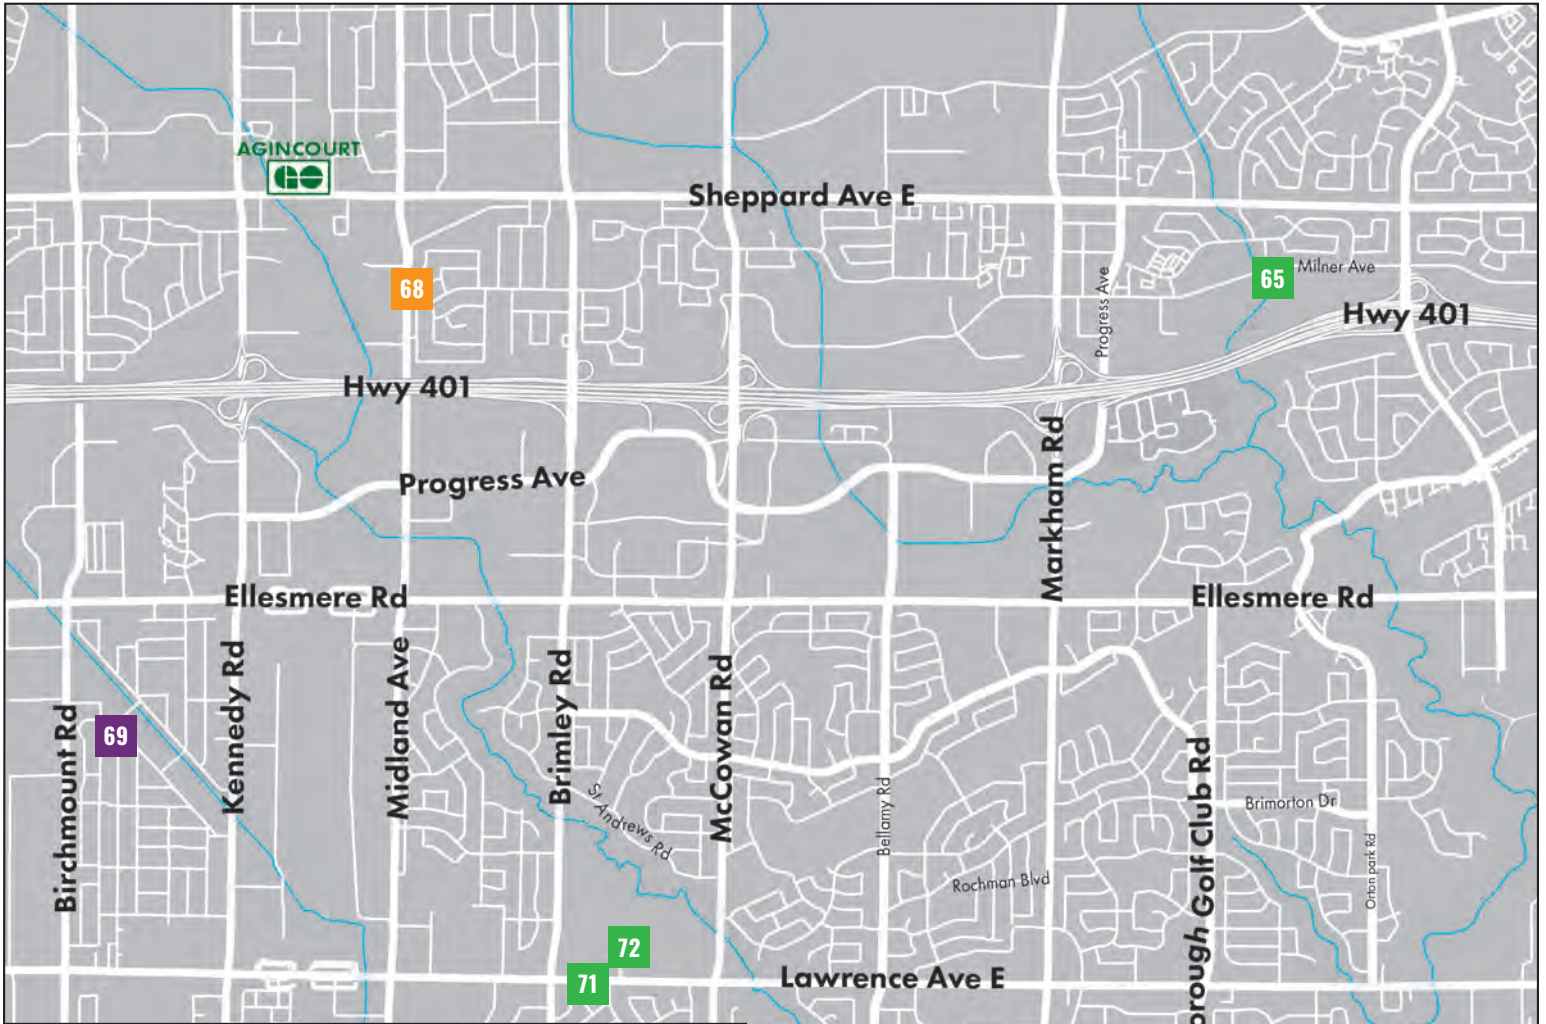 AGINCOURT
GO
Sheppard Ave E
68
65
Milner Ave
Progress Ave
Hwy 401
Hwy 401
Progress Ave
Markham Rd
Ellesmere Rd
Ellesmere Rd
Kennedy Rd
Midland Ave
Brimley Rd
McCowan Rd
Birchmount Rd
69
St Andrews Rd
Bellamy Rd
Brimorton Dr
orough Golf Club Rd
Orton park Rd
Rochman Blvd
72
71
Lawrence Ave E